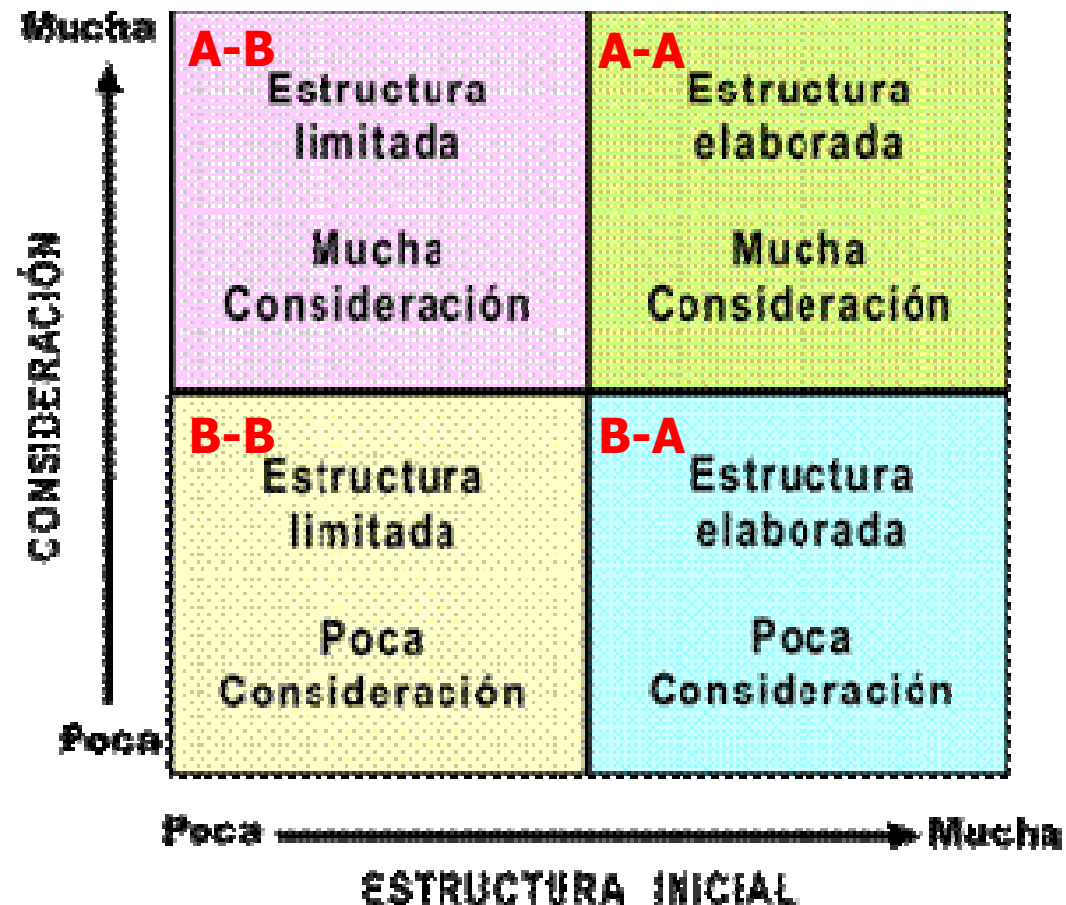 Mucha
A-B
Estructura
limitada
Mucha
Consideración
A-A
Estructura
elaborada
Mucha
Consideración
CONSIDERACIÓN
B-B
Estructura
limitada
Poca
Consideración
B-A
Estructura
elaborada
Poca
Consideración
Poca
Poca
Mucha
ESTRUCTURA INICIAL